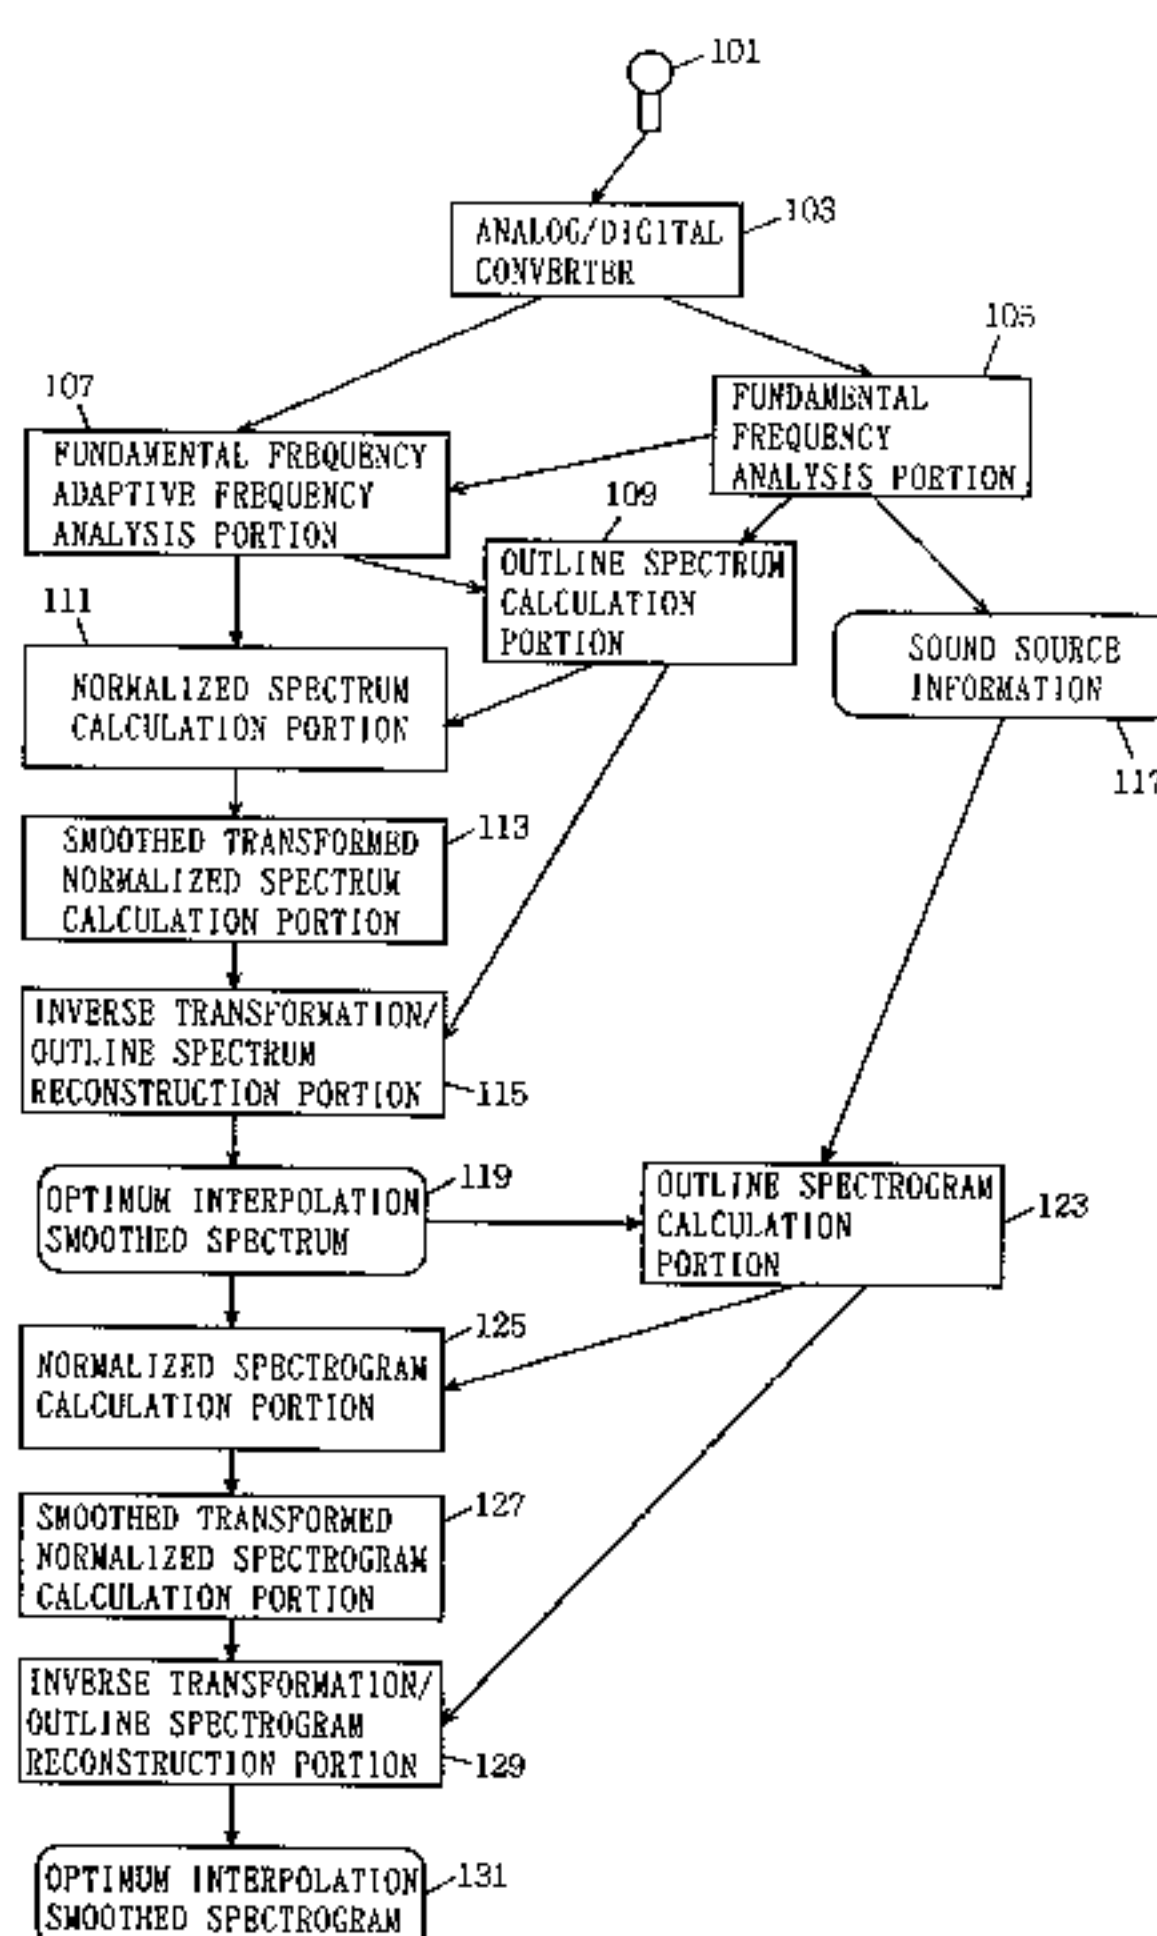 101
ANALOG/DIGITAL
CONVERTER
103
105
FUNDAMENTAL
FREQUENCY
ANALYSIS PORTION
107
FUNDAMENTAL FREQUENCY
ADAPTIVE FREQUENCY
ANALYSIS PORTION
109
OUTLINE SPECTRUM
CALCULATION
PORTION
111
NORMALIZED SPECTRUM
CALCULATION PORTION
SOUND SOURCE
INFORMATION
117
SMOOTHED TRANSFORMED
NORMALIZED SPECTRUM
CALCULATION PORTION
113
INVERSE TRANSFORMATION/
OUTLINE SPECTRUM
RECONSTRUCTION PORTION
115
OPTIMUM INTERPOLATION
SMOOTHED SPECTRUM
119
OUTLINE SPECTROGRAM
CALCULATION
PORTION
123
125
NORMALIZED SPECTROGRAM
CALCULATION PORTION
SMOOTHED TRANSFORMED
NORMALIZED SPECTROGRAM
CALCULATION PORTION
127
INVERSE TRANSFORMATION/
OUTLINE SPECTROGRAM
RECONSTRUCTION PORTION
129
OPTIMUM INTERPOLATION
SMOOTHED SPECTROGRAM
131